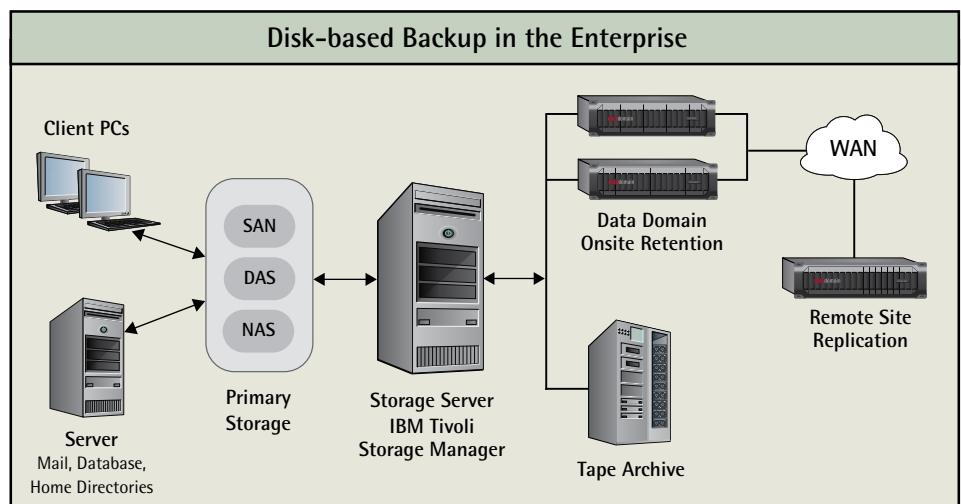 Disk-based Backup in the Enterprise
Client PCs
SAN
DAS
NAS
Primary
Storage
Server
Mail, Database,
Home Directories
Storage Server
IBM Tivoli
Storage Manager
Data Domain
Onsite Retention
WAN
Remote Site
Replication
Tape Archive